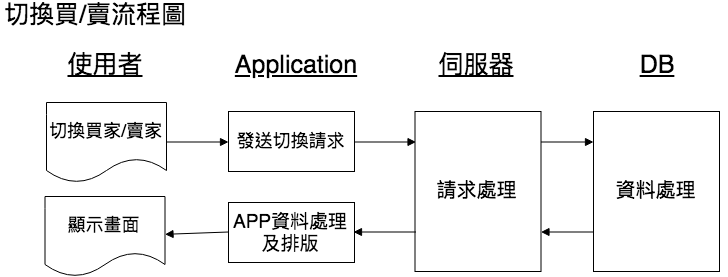 切換買/賣流程圖
使用者
Application
伺服器
DB
切換買家/賣家
發送切換請求
請求處理
資料處理
顯示畫面
APP資料處理
及排版